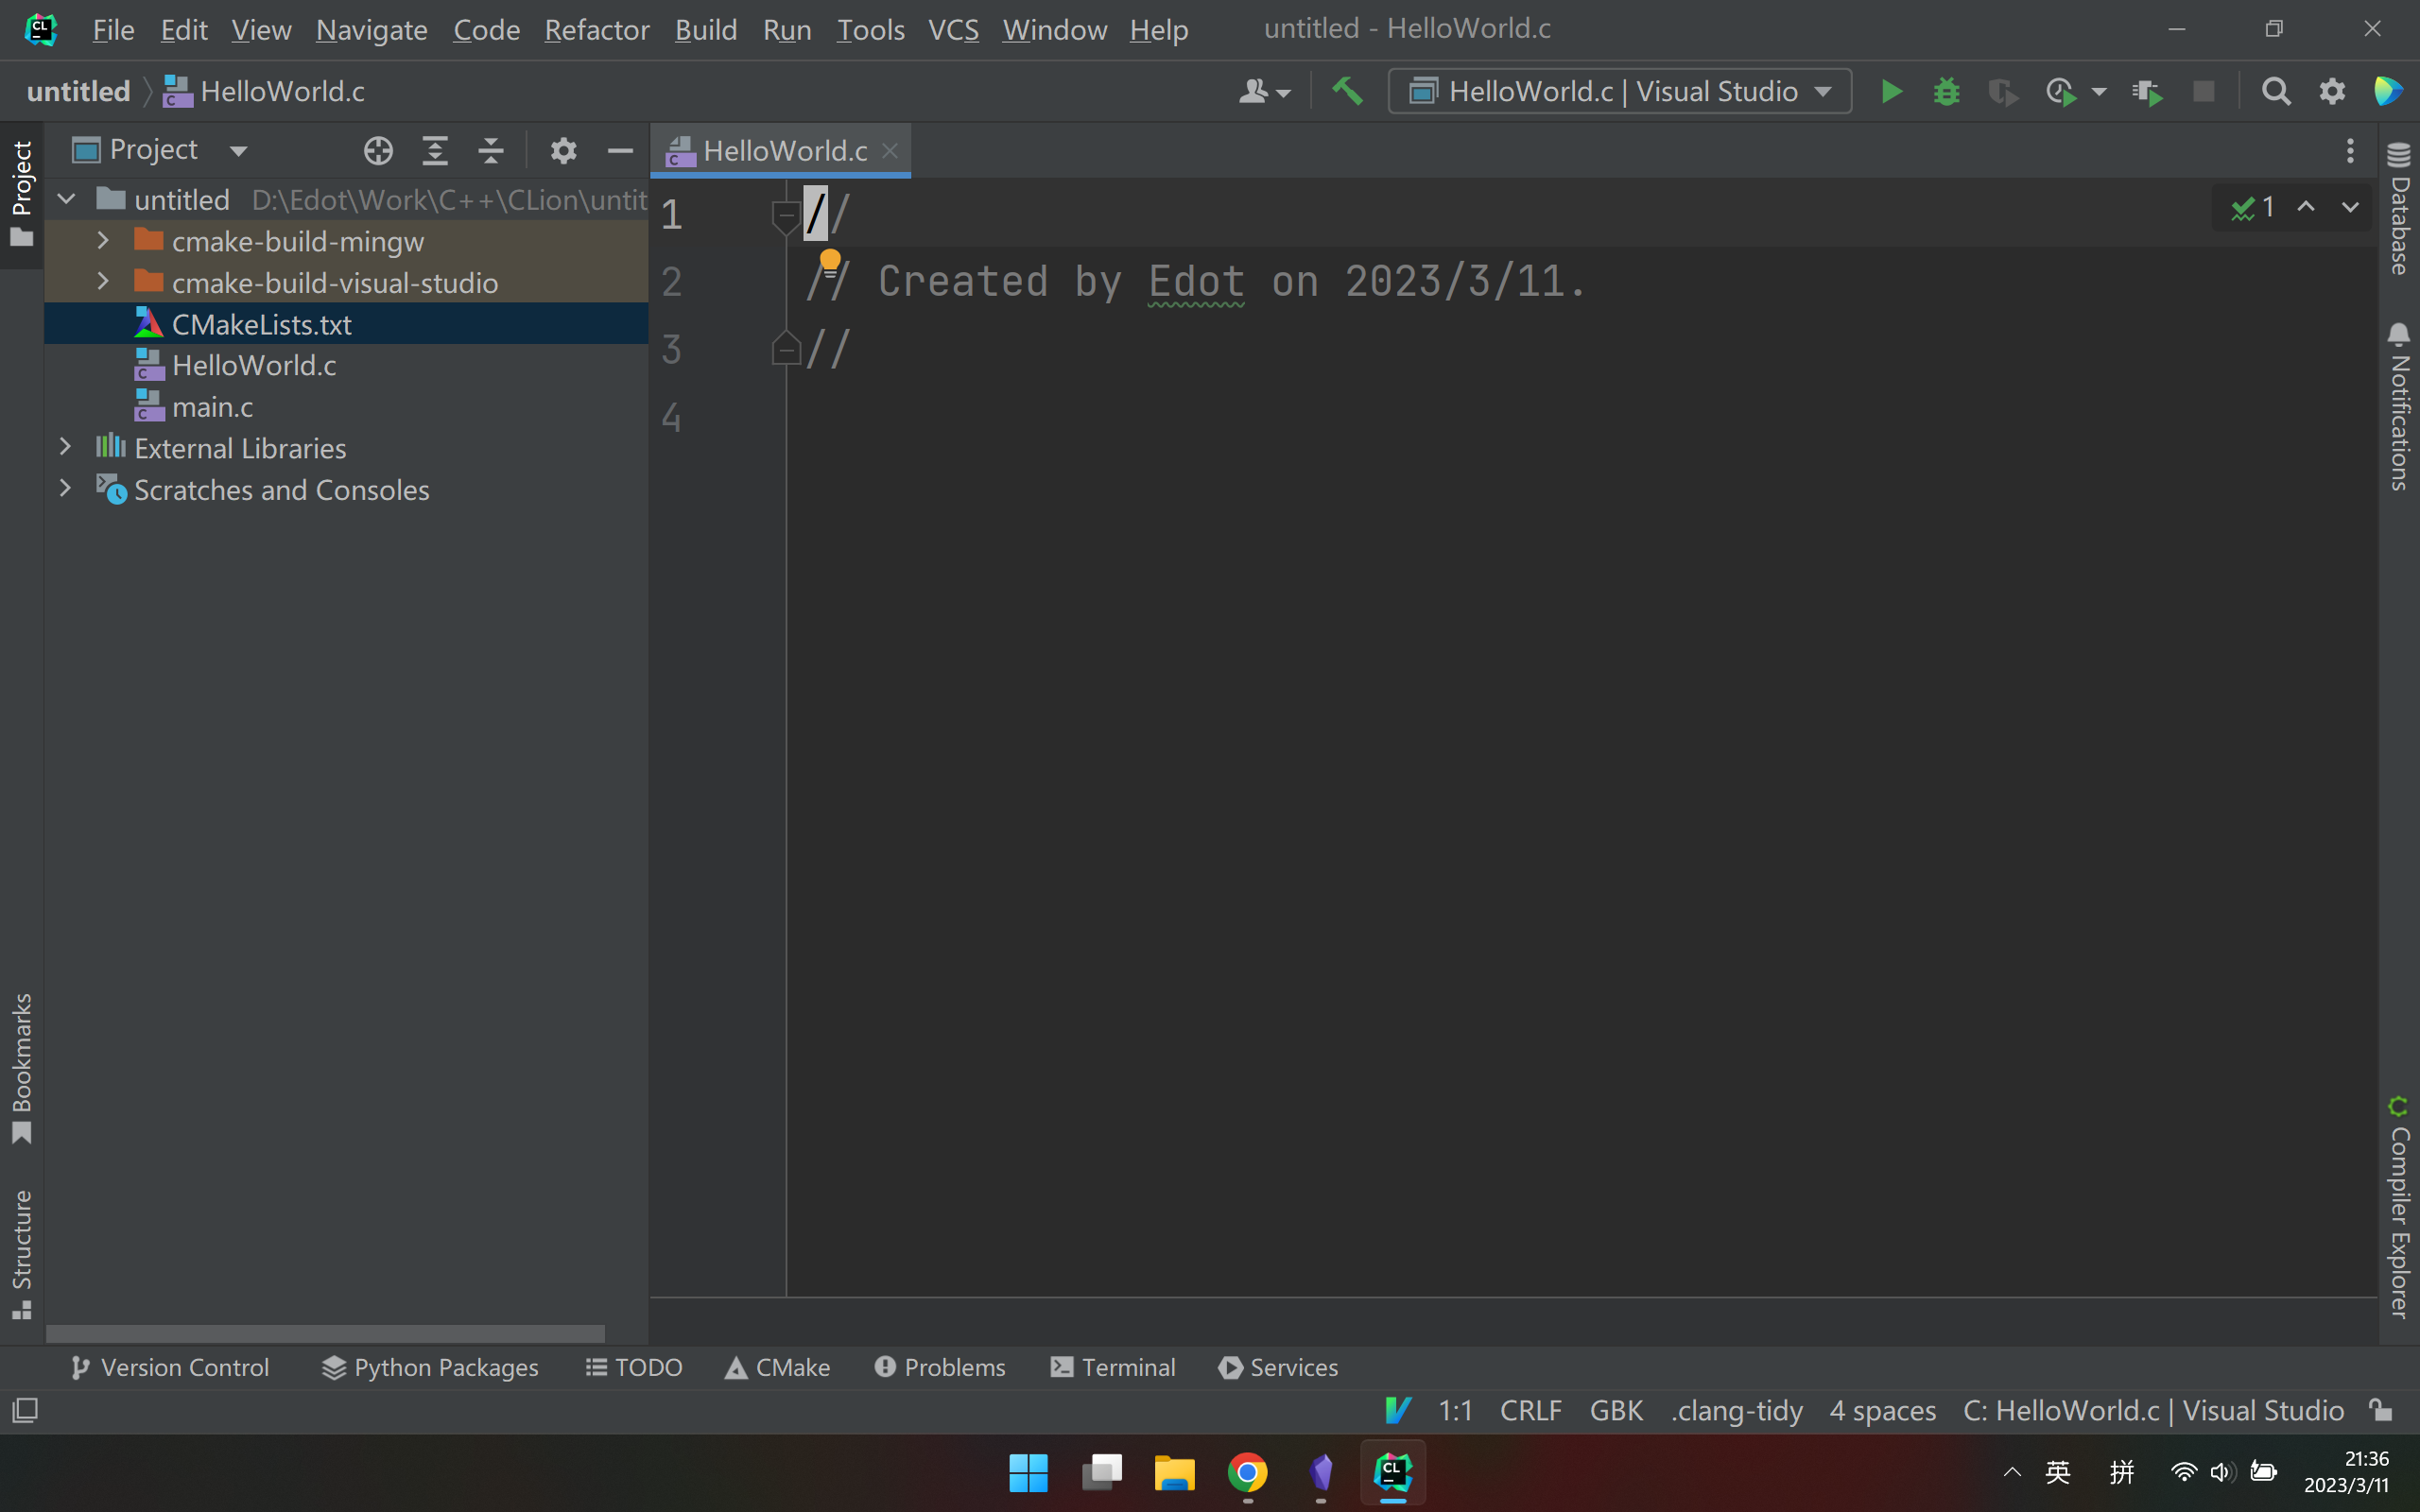 File Edit View Navigate Code Refactor Build Run Tools VCS Window Help untitled - HelloWorld.c
untitled HelloWorld.c
HelloWorld.c | Visual Studio
Project
Project
HelloWorld.c
untitled D:\Edot\Work\C++\CLion\untit
cmake-build-mingw
cmake-build-visual-studio
CMakeLists.txt
HelloWorld.c
main.c
External Libraries
Scratches and Consoles
Bookmarks
Structure
1 //
2 // Created by Edot on 2023/3/11.
3 //
4
1
Database
Notifications
Compiler Explorer
Version Control Python Packages TODO CMake Problems Terminal Services
1:1 CRLF GBK .clang-tidy 4 spaces C: HelloWorld.c | Visual Studio
CL
英 拼
21:36
2023/3/11